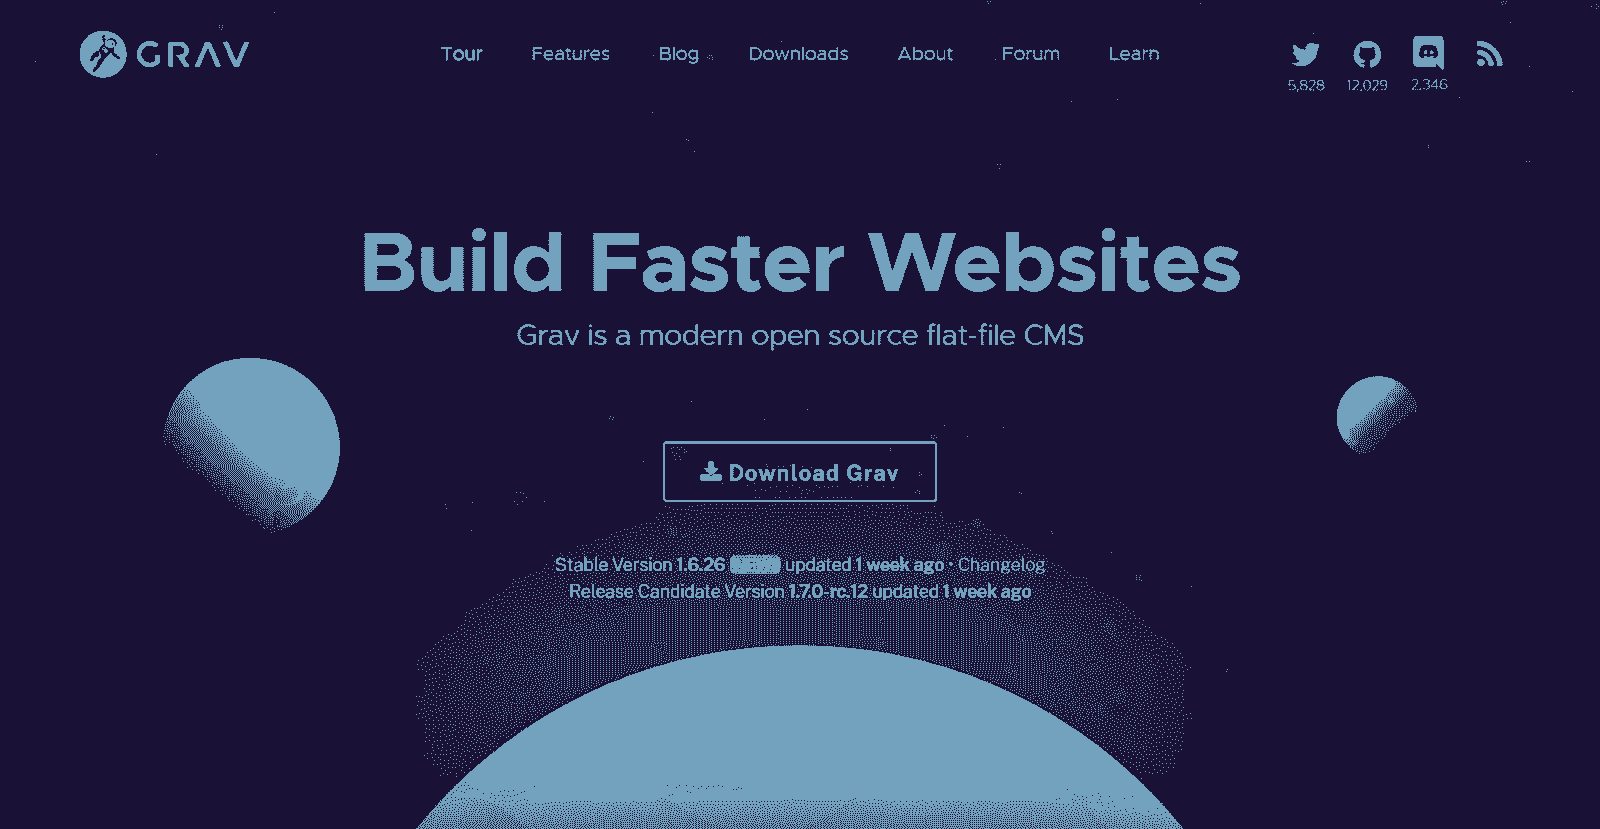 GRAV
Tour Features Blog Downloads About Forum Learn
5,828 12,029 2,346
Build Faster Websites
Grav is a modern open source flat-file CMS
Download Grav
Stable Version 1.6.26 updated 1 week ago • Changelog
Release Candidate Version 1.7.0-rc.12 updated 1 week ago